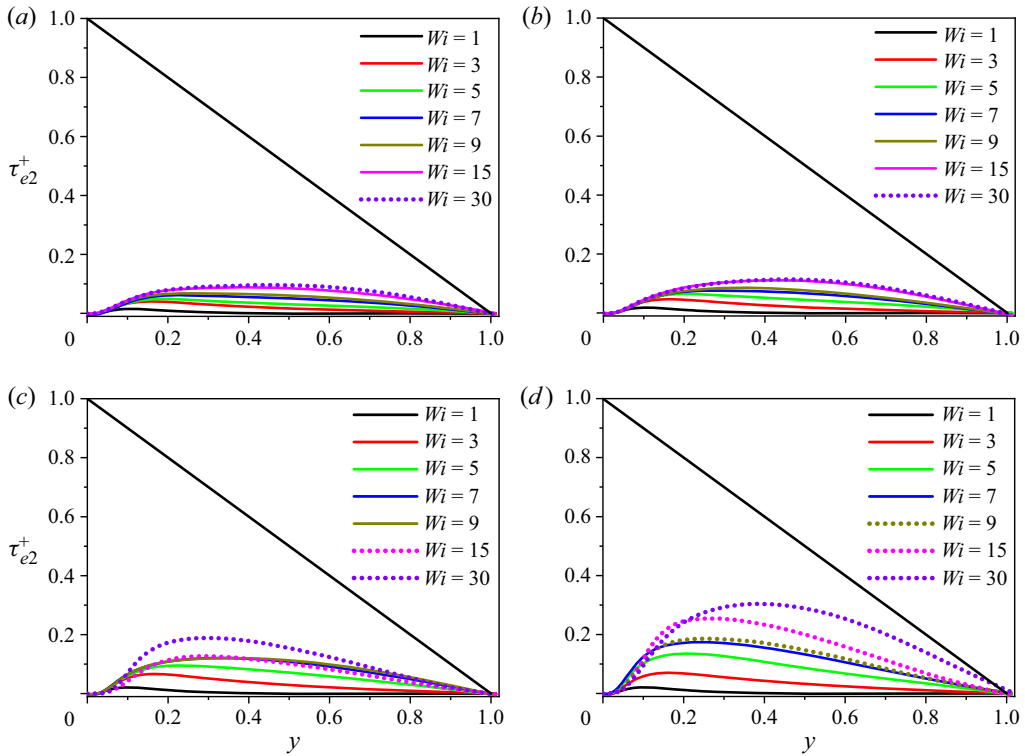 (a)
1.0
0.8
0.6
0.4
0.2
0
0.2
0.4
0.6
0.8
1.0
τ+e2
Wi = 1
Wi = 3
Wi = 5
Wi = 7
Wi = 9
Wi = 15
Wi = 30
(b)
1.0
0.8
0.6
0.4
0.2
0
0.2
0.4
0.6
0.8
1.0
Wi = 1
Wi = 3
Wi = 5
Wi = 7
Wi = 9
Wi = 15
Wi = 30
(c)
1.0
0.8
0.6
0.4
0.2
0
0.2
0.4
0.6
0.8
1.0
τ+e2
y
Wi = 1
Wi = 3
Wi = 5
Wi = 7
Wi = 9
Wi = 15
Wi = 30
(d)
1.0
0.8
0.6
0.4
0.2
0
0.2
0.4
0.6
0.8
1.0
y
Wi = 1
Wi = 3
Wi = 5
Wi = 7
Wi = 9
Wi = 15
Wi = 30